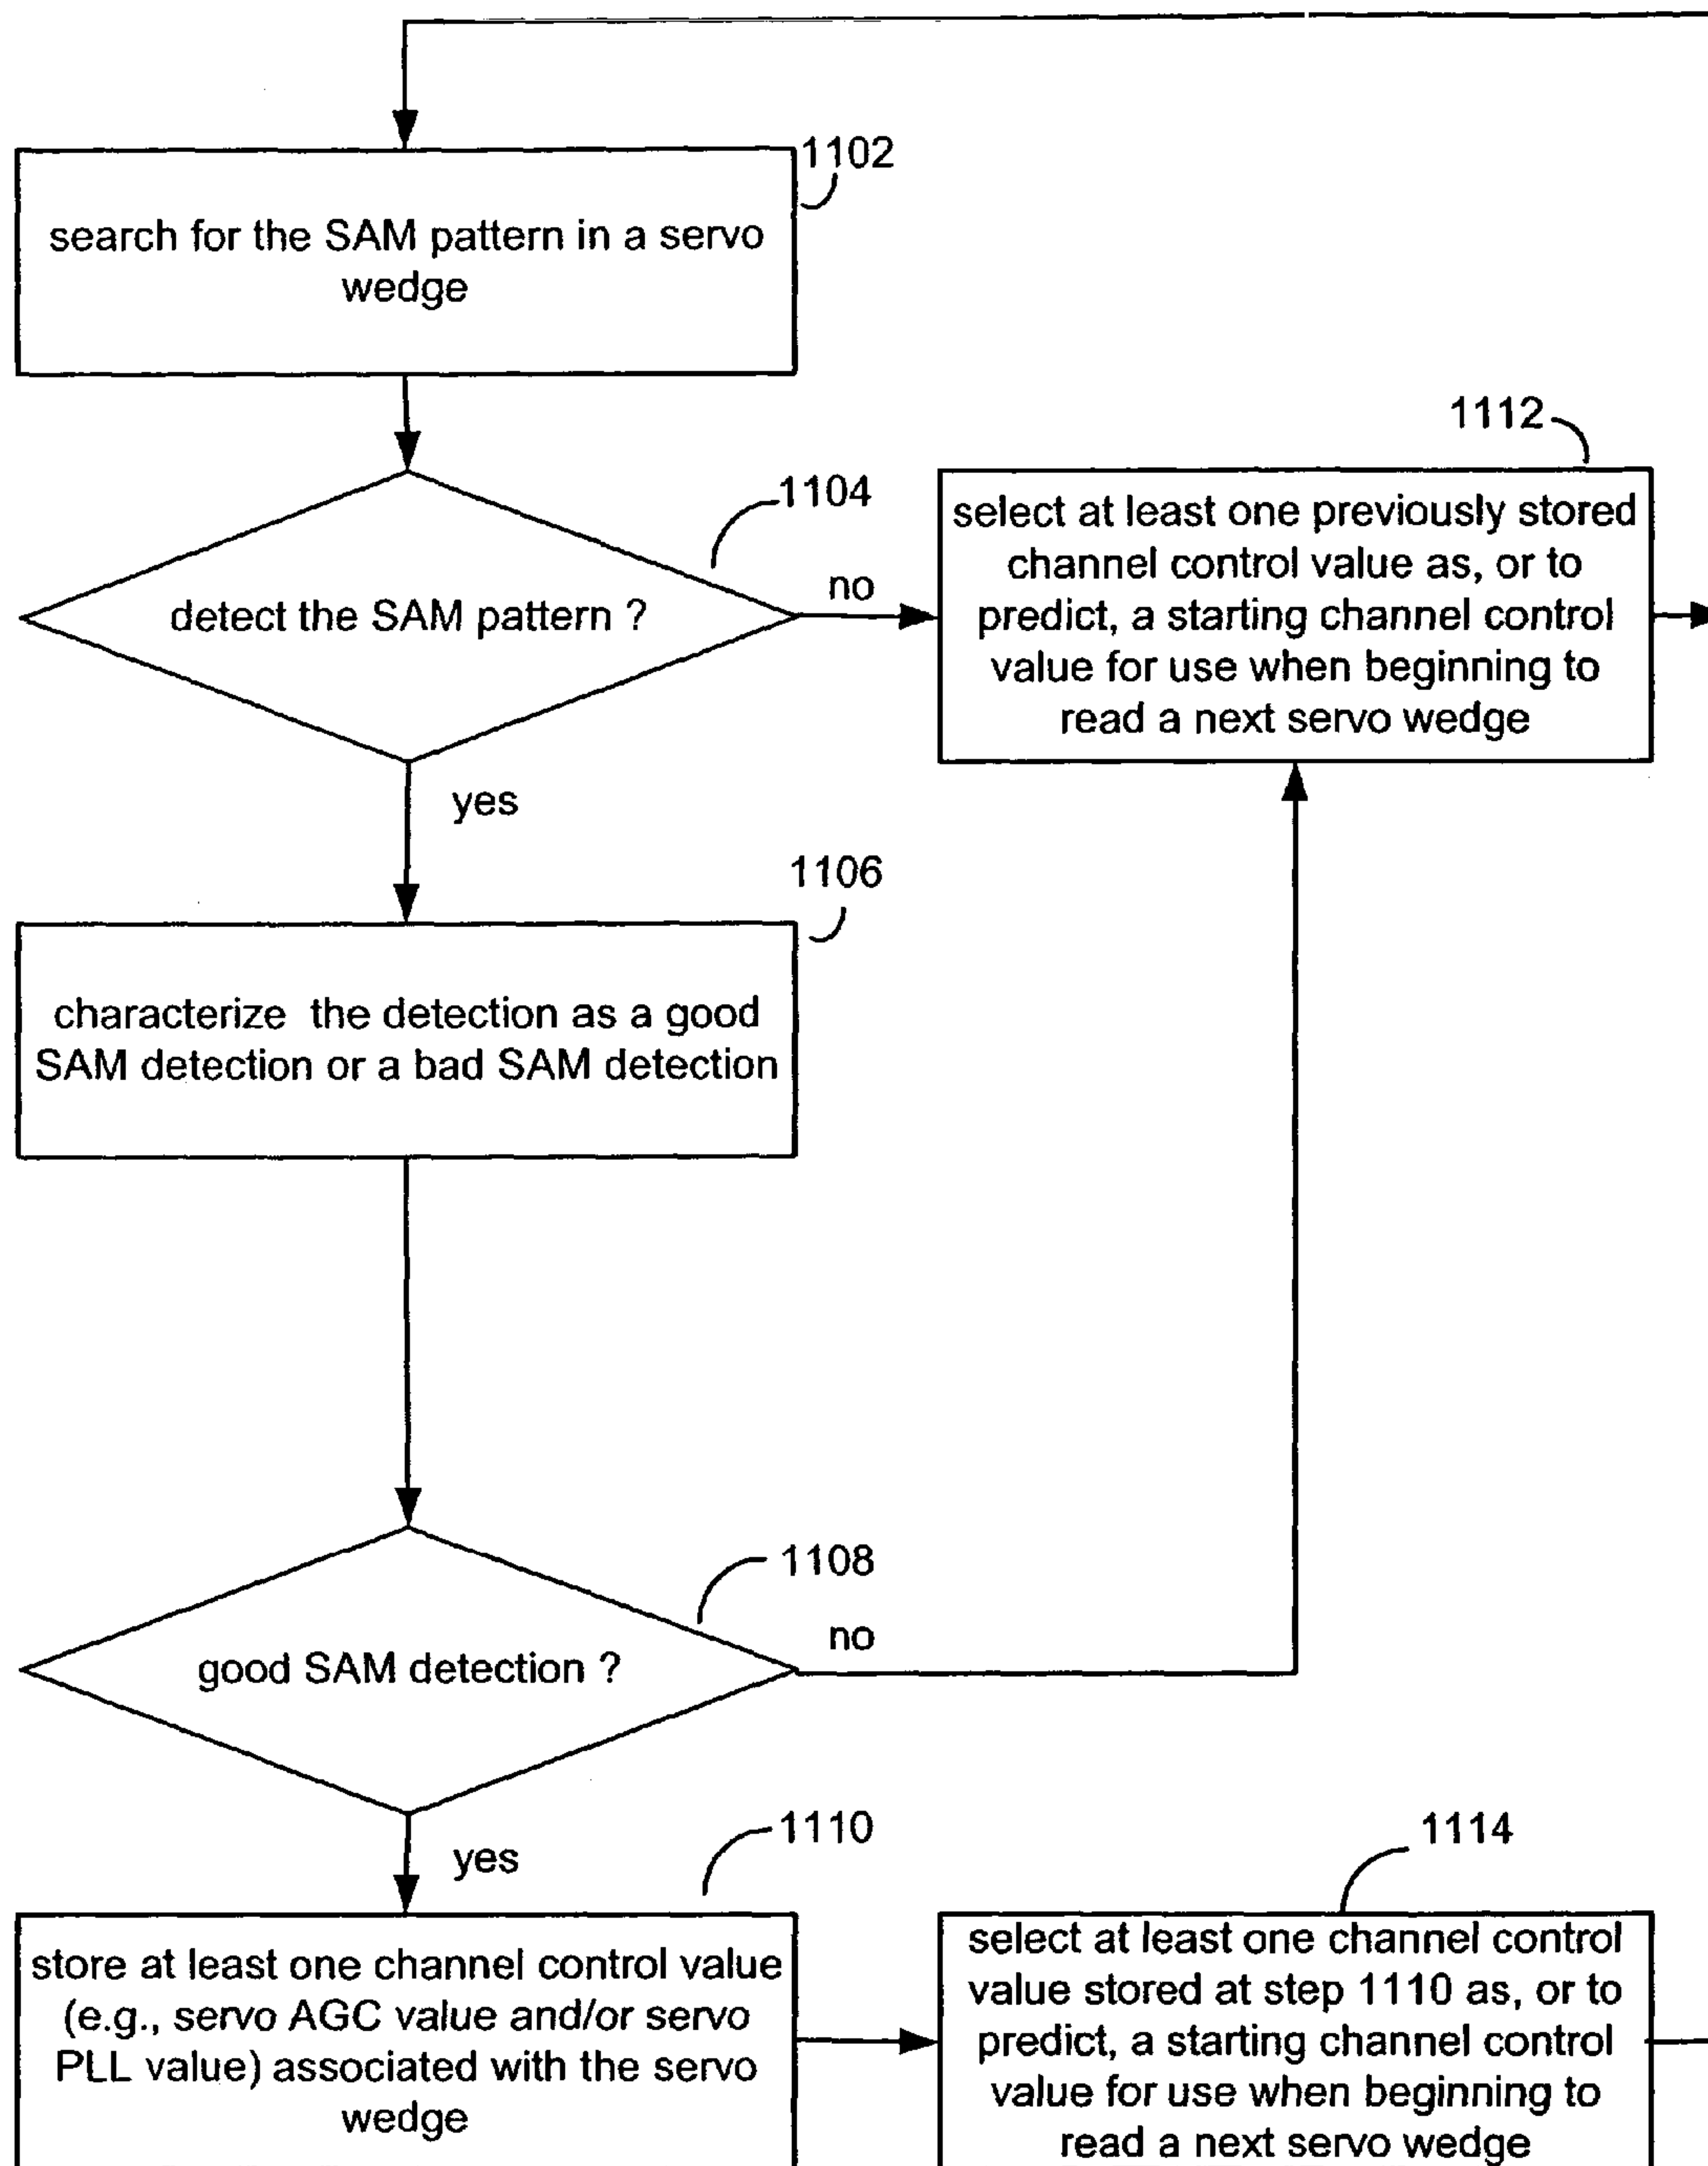 1102
search for the SAM pattern in a servo
wedge
1104
detect the SAM pattern ?
no
yes
1112
select at least one previously stored
channel control value as, or to
predict, a starting channel control
value for use when beginning to
read a next servo wedge
1106
characterize the detection as a good
SAM detection or a bad SAM detection
1108
good SAM detection ?
no
yes
1110
store at least one channel control value
(e.g., servo AGC value and/or servo
PLL value) associated with the servo
wedge
1114
select at least one channel control
value stored at step 1110 as, or to
predict, a starting channel control
value for use when beginning to
read a next servo wedge